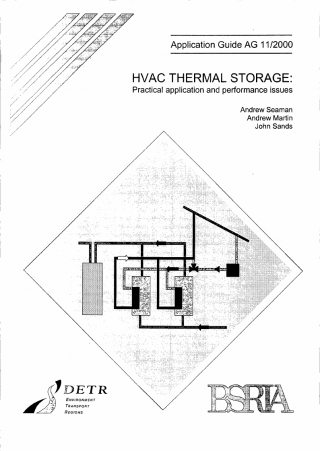 Application Guide AG 11/2000
HVAC THERMAL STORAGE:
Practical application and performance issues
Andrew Seaman
Andrew Martin
John Sands
DETR
ENVIRONMENT
TRANSPORT
REGIONS
BSRIA